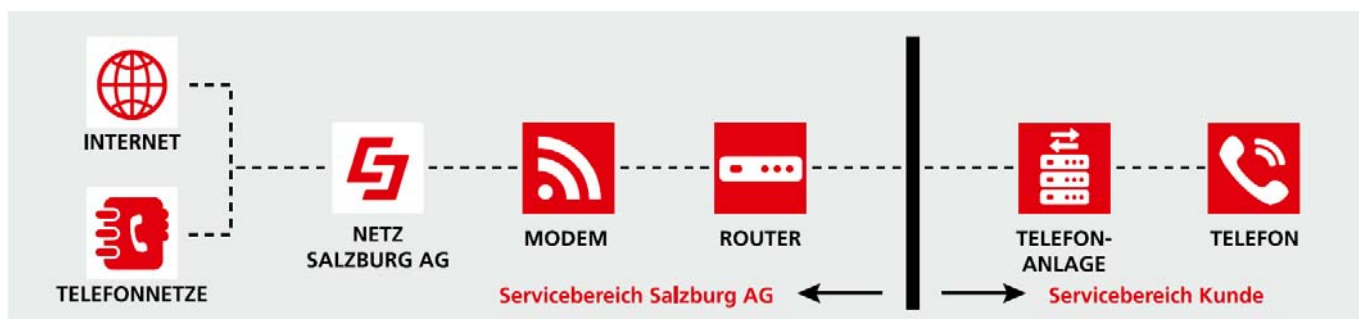 INTERNET
TELEFONNETZE
NETZ
SALZBURG AG
MODEM
ROUTER
TELEFON-
ANLAGE
TELEFON
Servicebereich Salzburg AG
Servicebereich Kunde